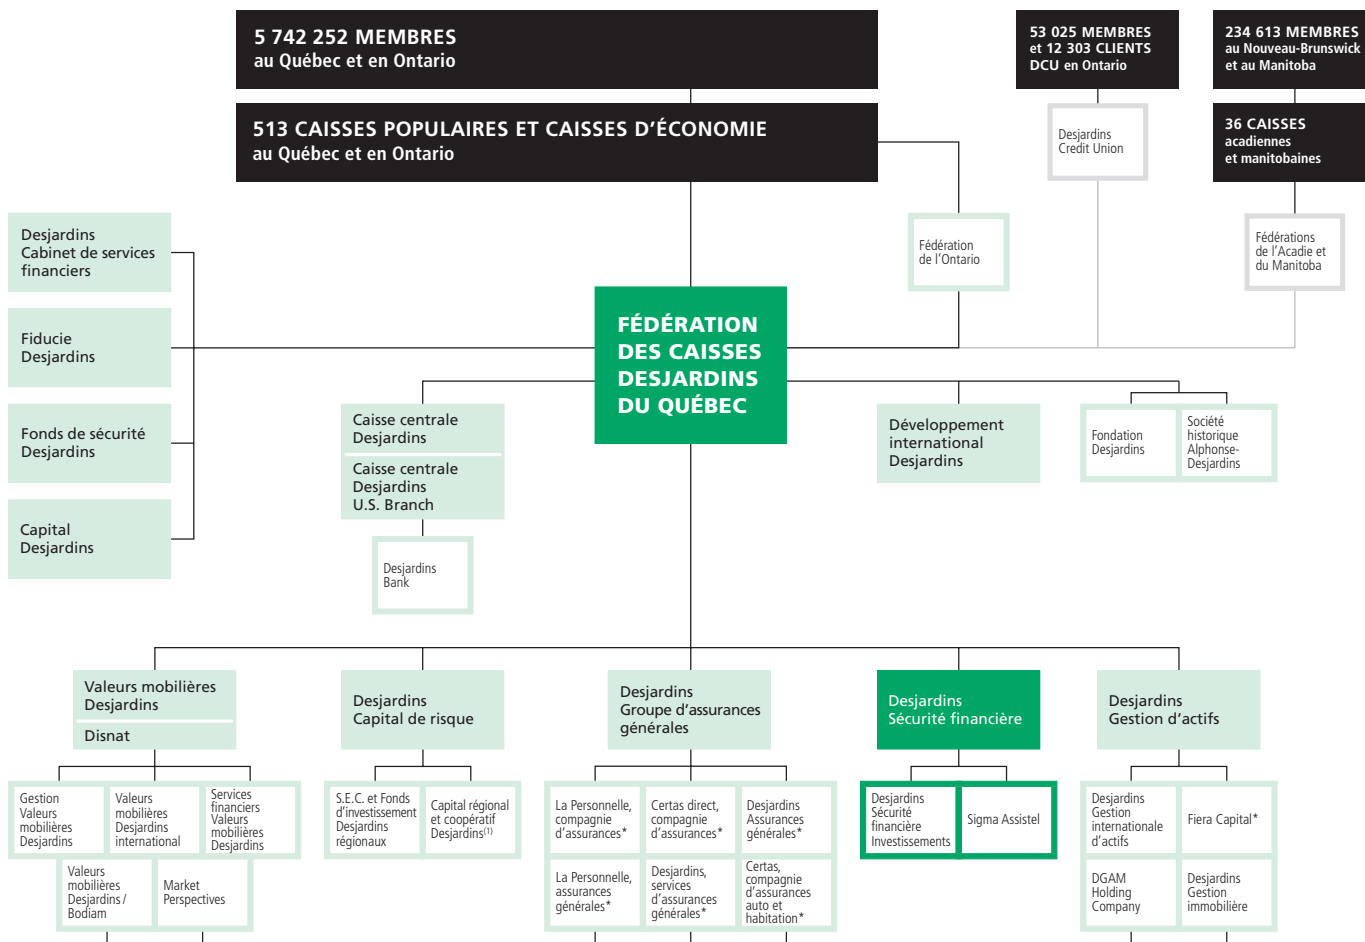 5 742 252 MEMBRES
au Québec et en Ontario
53 025 MEMBRES
et 12 303 CLIENTS
DCU en Ontario
234 613 MEMBRES
au Nouveau-Brunswick
et au Manitoba
513 CAISSES POPULAIRES ET CAISSES D'ÉCONOMIE
au Québec et en Ontario
Desjardins
Credit Union
36 CAISSES
acadiennes
et manitobaines
Desjardins
Cabinet de services
financiers
Fédération
de l'Ontario
Fédérations
de l'Acadie et
du Manitoba
Fiducie
Desjardins
FÉDÉRATION
DES CAISSES
DESJARDINS
DU QUÉBEC
Fonds de sécurité
Desjardins
Caisse centrale
Desjardins
Caisse centrale
Desjardins
U.S. Branch
Développement
international
Desjardins
Fondation
Desjardins
Société
historique
Alphonse-
Desjardins
Capital
Desjardins
Desjardins
Bank
Valeurs mobilières
Desjardins
Disnat
Desjardins
Capital de risque
Desjardins
Groupe d'assurances
générales
Desjardins
Sécurité financière
Desjardins
Gestion d'actifs
Gestion
Valeurs
mobilières
Desjardins
Valeurs
mobilières
Desjardins
international
Services
financiers
Valeurs
mobilières
Desjardins
S.E.C. et Fonds
d'investissement
Desjardins
régionaux
Capital régional
et coopératif
Desjardins(1)
La Personnelle,
compagnie
d'assurances*
Certas direct,
compagnie
d'assurances*
Desjardins
Assurances
générales*
Desjardins
Sécurité
financière
Investissements
Sigma Assistel
Desjardins
Gestion
internationale
d'actifs
Fiera Capital*
Valeurs
mobilières
Desjardins /
Bodiam
Market
Perspectives
La Personnelle,
assurances
générales*
Desjardins,
services
d'assurances
générales*
Certas,
compagnie
d'assurances
auto et
habitation*
DGAM
Holding
Company
Desjardins
Gestion
immobilière